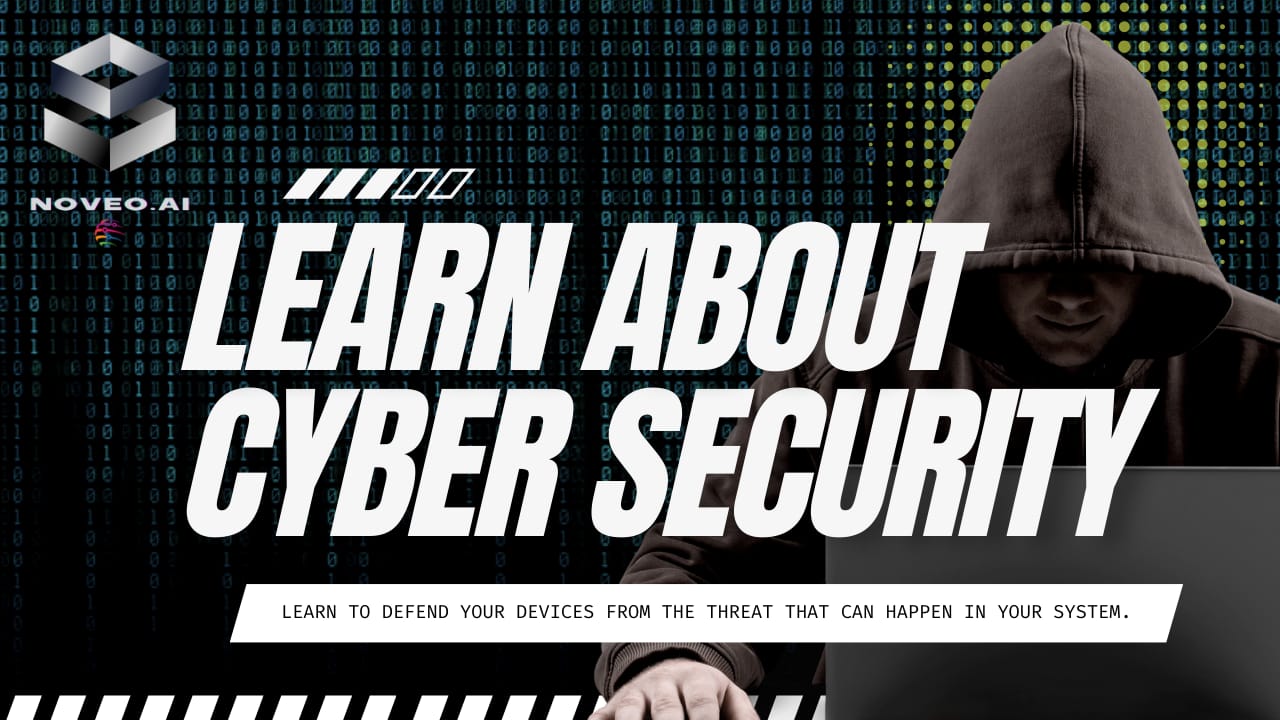 NOVEO.AI
LEARN ABOUT
CYBER SECURITY
LEARN TO DEFEND YOUR DEVICES FROM THE THREAT THAT CAN HAPPEN IN YOUR SYSTEM.